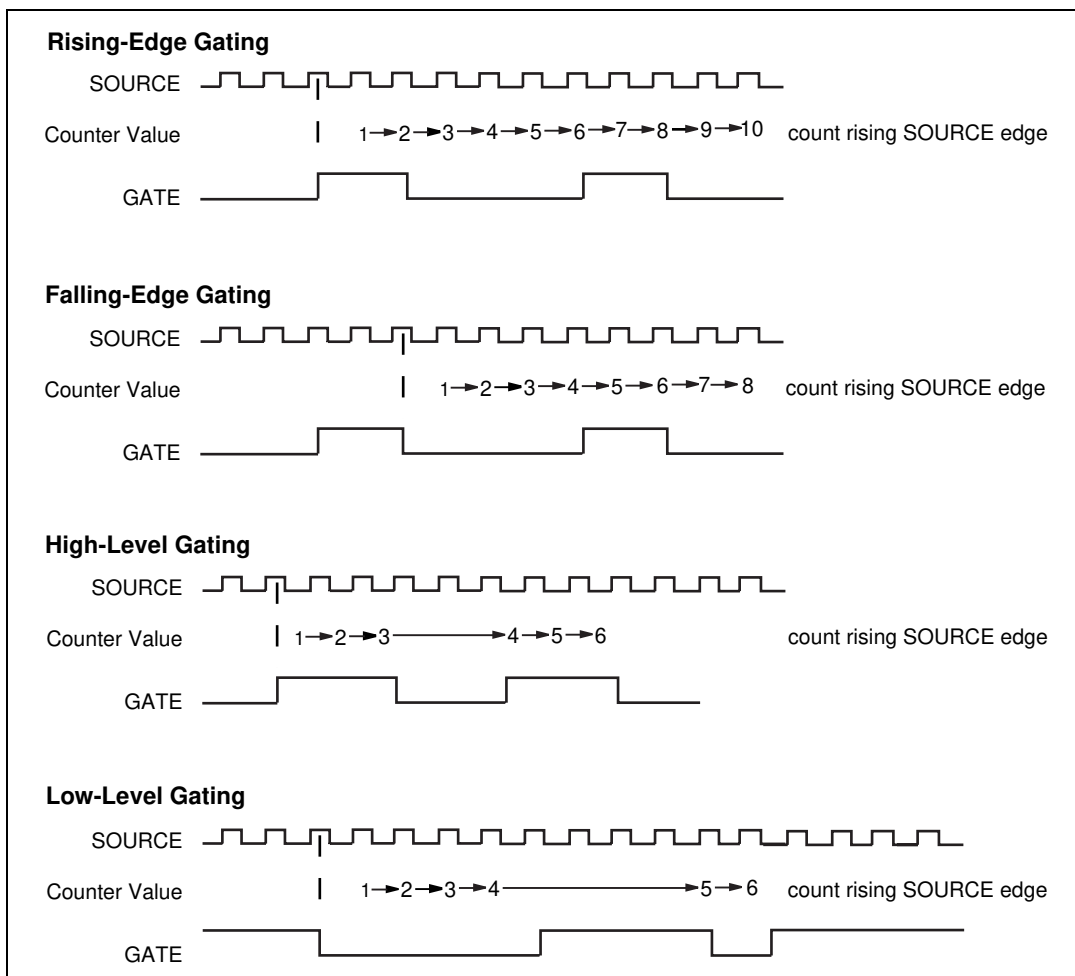 Rising-Edge Gating
SOURCE
Counter Value 1 2 3 4 5 6 7 8 9 10 count rising SOURCE edge
GATE
Falling-Edge Gating
SOURCE
Counter Value 1 2 3 4 5 6 7 8 count rising SOURCE edge
GATE
High-Level Gating
SOURCE
Counter Value 1 2 3 4 5 6 count rising SOURCE edge
GATE
Low-Level Gating
SOURCE
Counter Value 1 2 3 4 5 6 count rising SOURCE edge
GATE